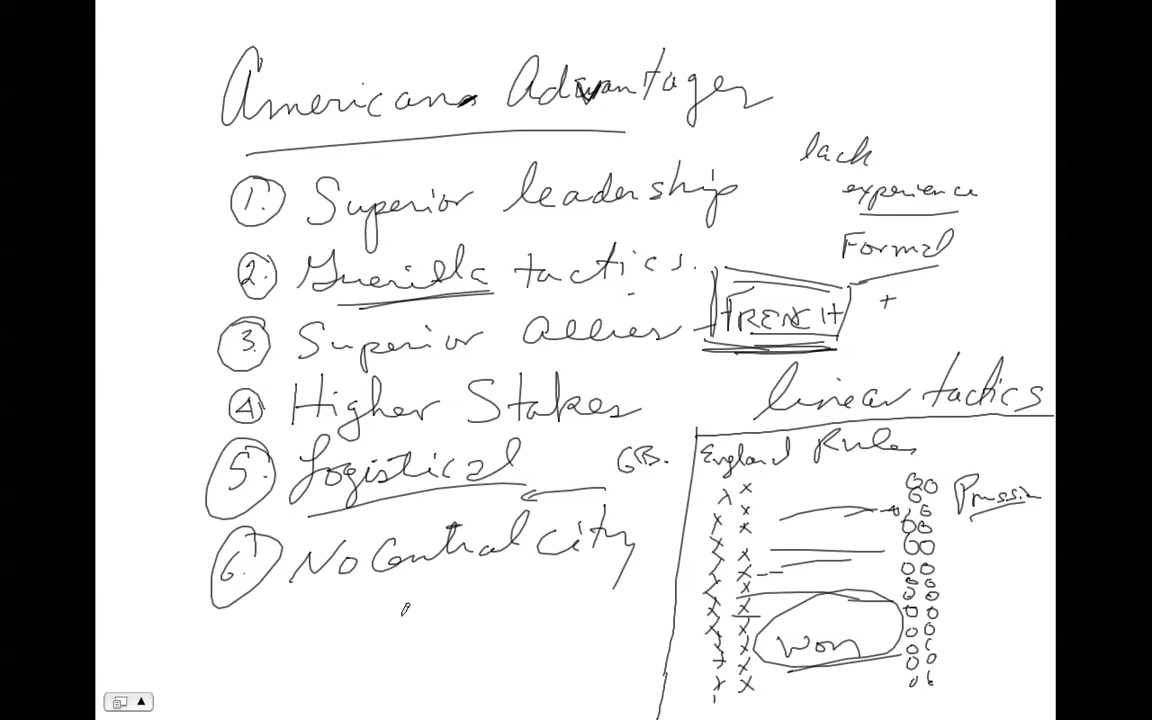 American Advantages
1. Superior leadership
2. Guerilla tactics.
3. Superior Allies - FRENCH
4 Higher Stakes
5. Logistical
6. No Central city
lack
experience
Formal
+
GB.
linear tactics
England Rules
Prussia
won